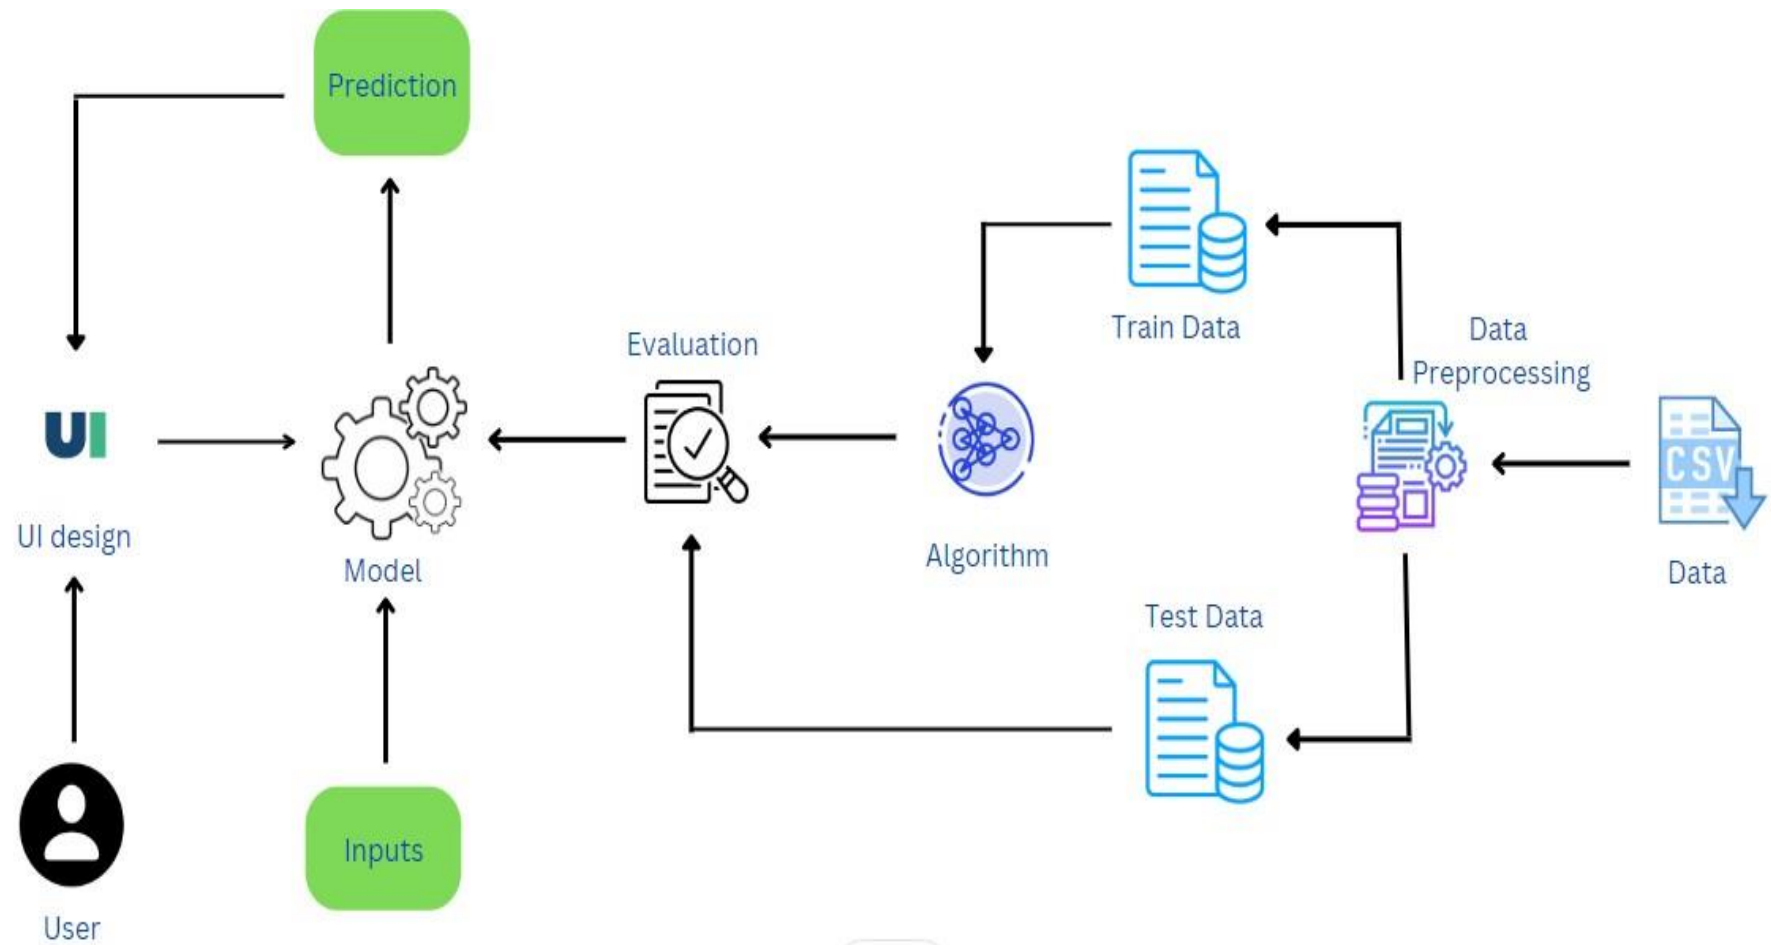 Prediction
Train Data
Data
Preprocessing
Evaluation
UI
CSV
UI design
Model
Algorithm
Data
Test Data
Inputs
User